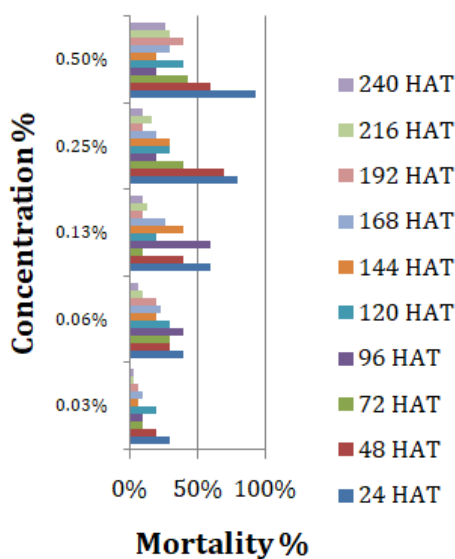 Concentration %
0.50%
0.25%
0.13%
0.06%
0.03%
0% 50% 100%
Mortality %
240 HAT
216 HAT
192 HAT
168 HAT
144 HAT
120 HAT
96 HAT
72 HAT
48 HAT
24 HAT